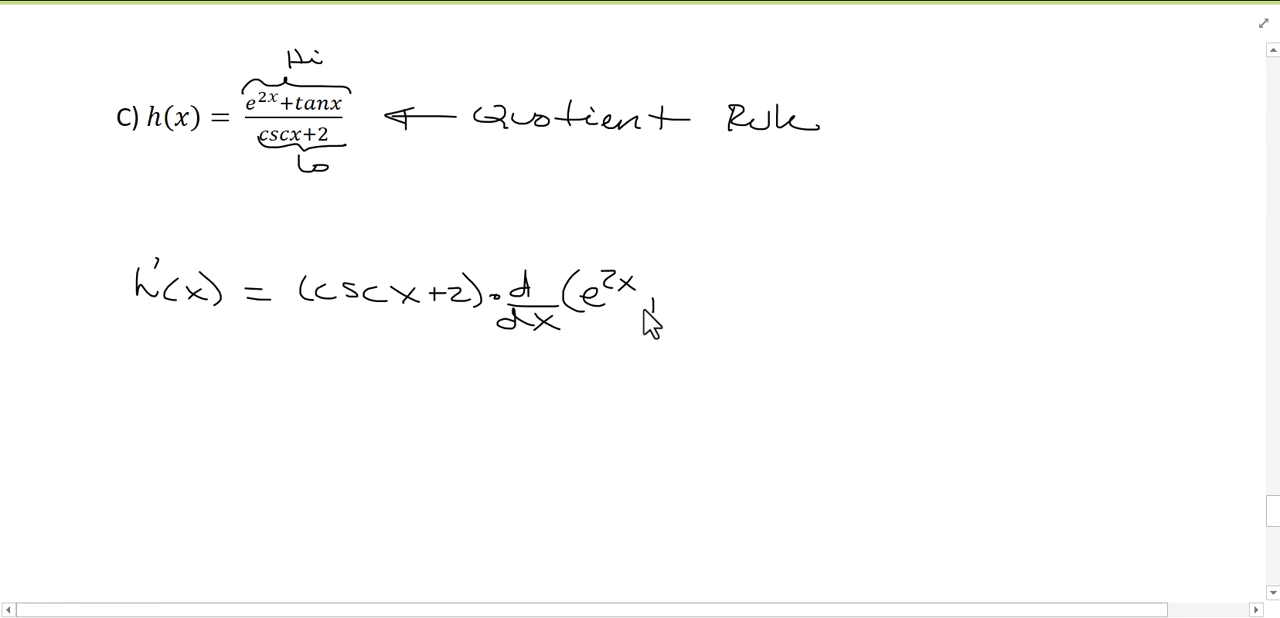 Hi
C) h(x) = (e^{2x}+tanx)/(cscx+2) ← Quotient Rule
Lo
h'(x) = (cscx+2)·d/dx(e^{2x}